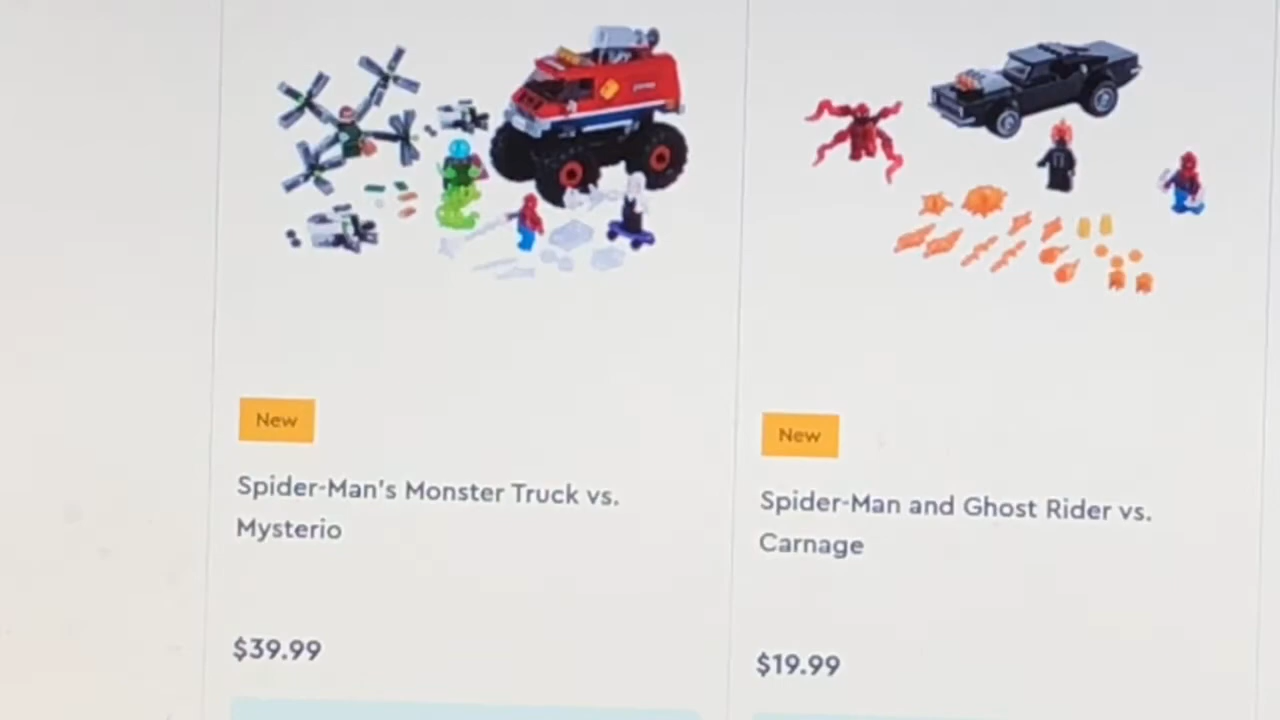 New
Spider-Man's Monster Truck vs.
Mysterio
$39.99
New
Spider-Man and Ghost Rider vs.
Carnage
$19.99